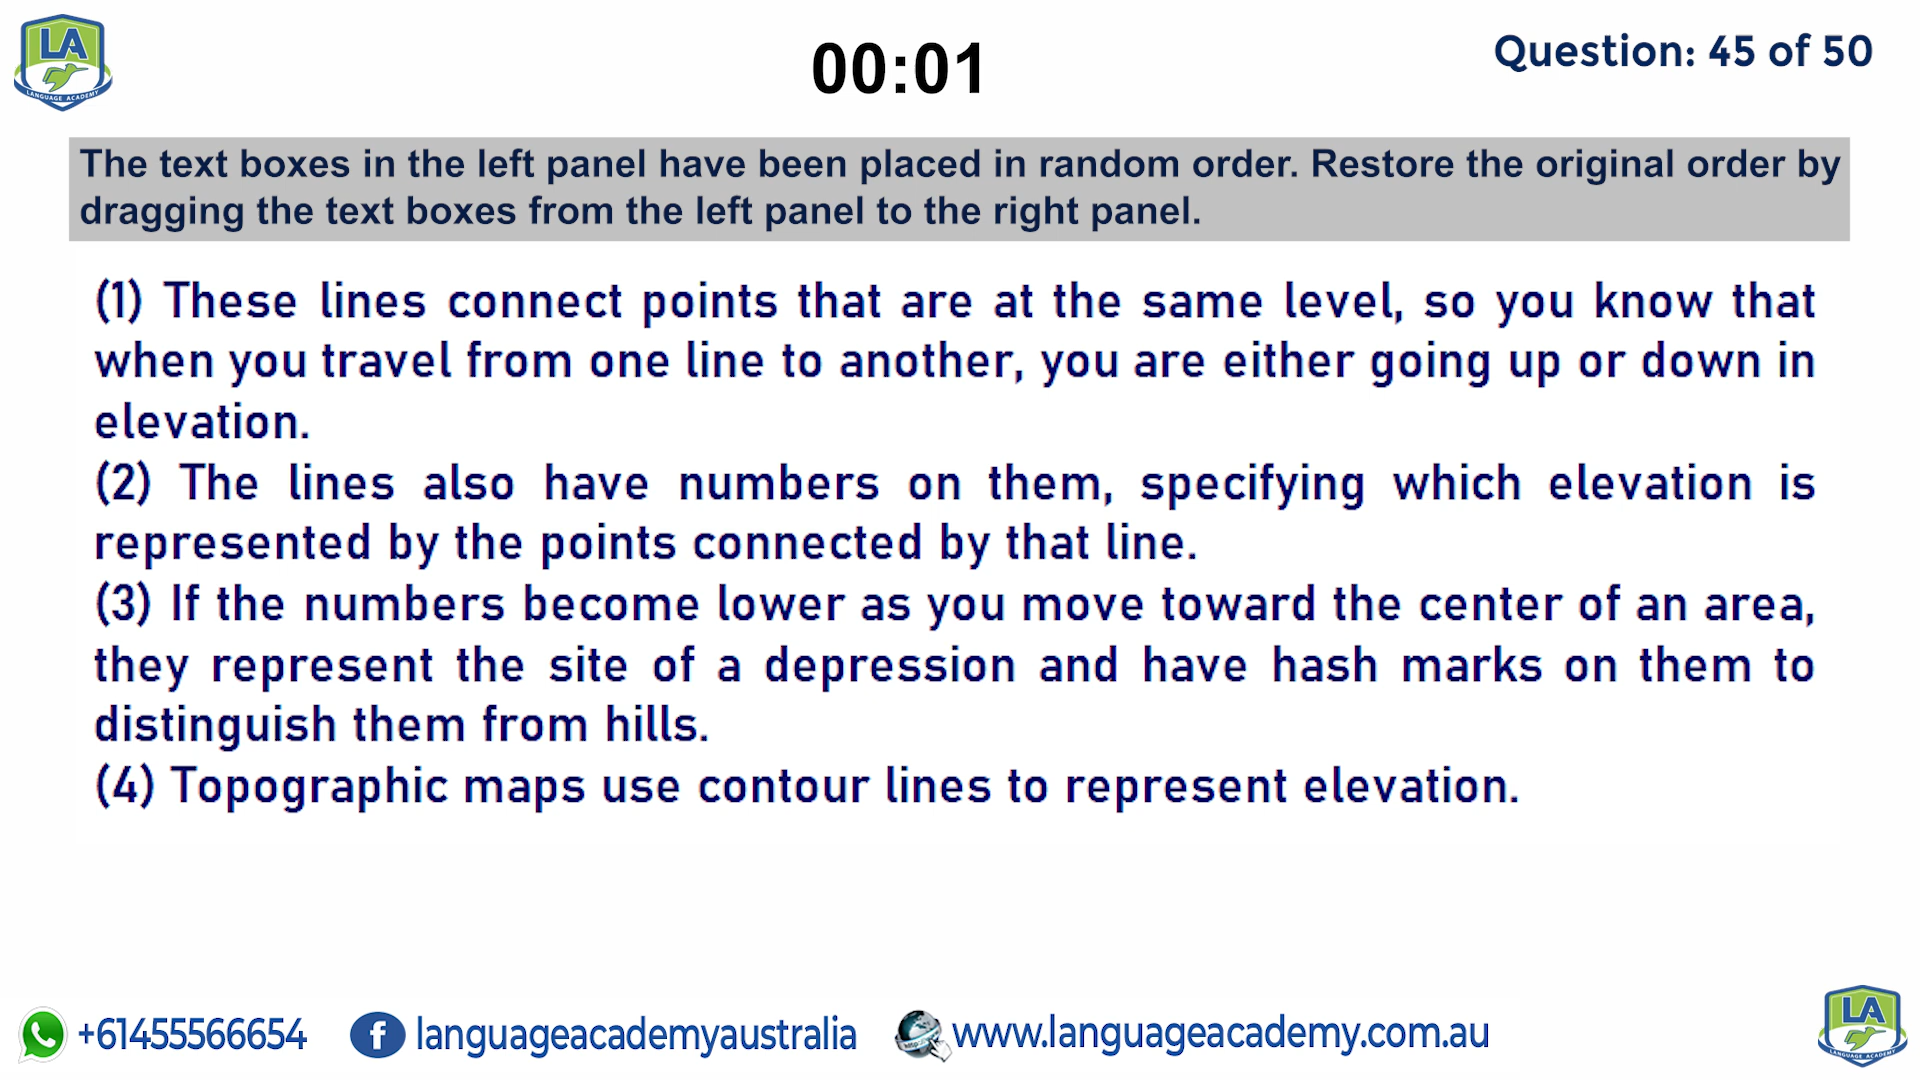 LA
LANGUAGE ACADEMY
00:01
Question: 45 of 50
The text boxes in the left panel have been placed in random order. Restore the original order by
dragging the text boxes from the left panel to the right panel.
(1) These lines connect points that are at the same level, so you know that
when you travel from one line to another, you are either going up or down in
elevation.
(2) The lines also have numbers on them, specifying which elevation is
represented by the points connected by that line.
(3) If the numbers become lower as you move toward the center of an area,
they represent the site of a depression and have hash marks on them to
distinguish them from hills.
(4) Topographic maps use contour lines to represent elevation.
+61455566654
f languageacademyaustralia
www.languageacademy.com.au
LA
LANGUAGE ACADEMY